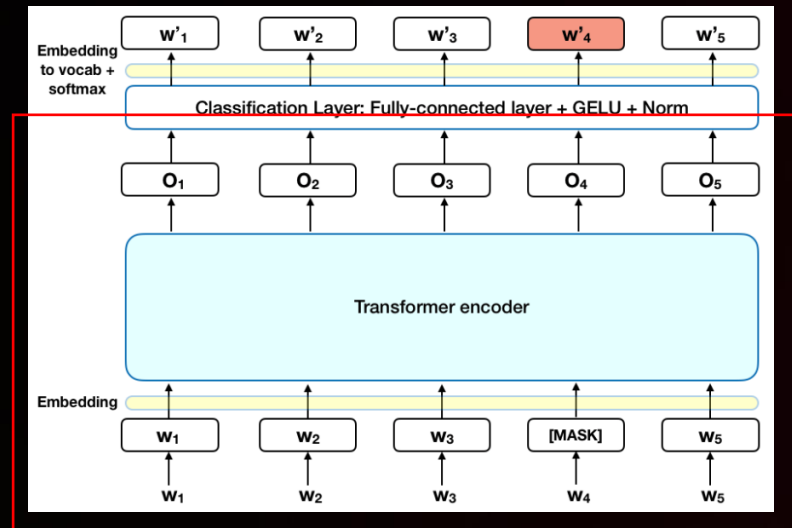 w'₁ w'₂ w'₃ w'₄ w'₅
Embedding
to vocab +
softmax
Classification Layer: Fully-connected layer + GELU + Norm
O₁ O₂ O₃ O₄ O₅
Transformer encoder
Embedding
W₁ W₂ W₃ [MASK] W₅
W₁ W₂ W₃ W₄ W₅